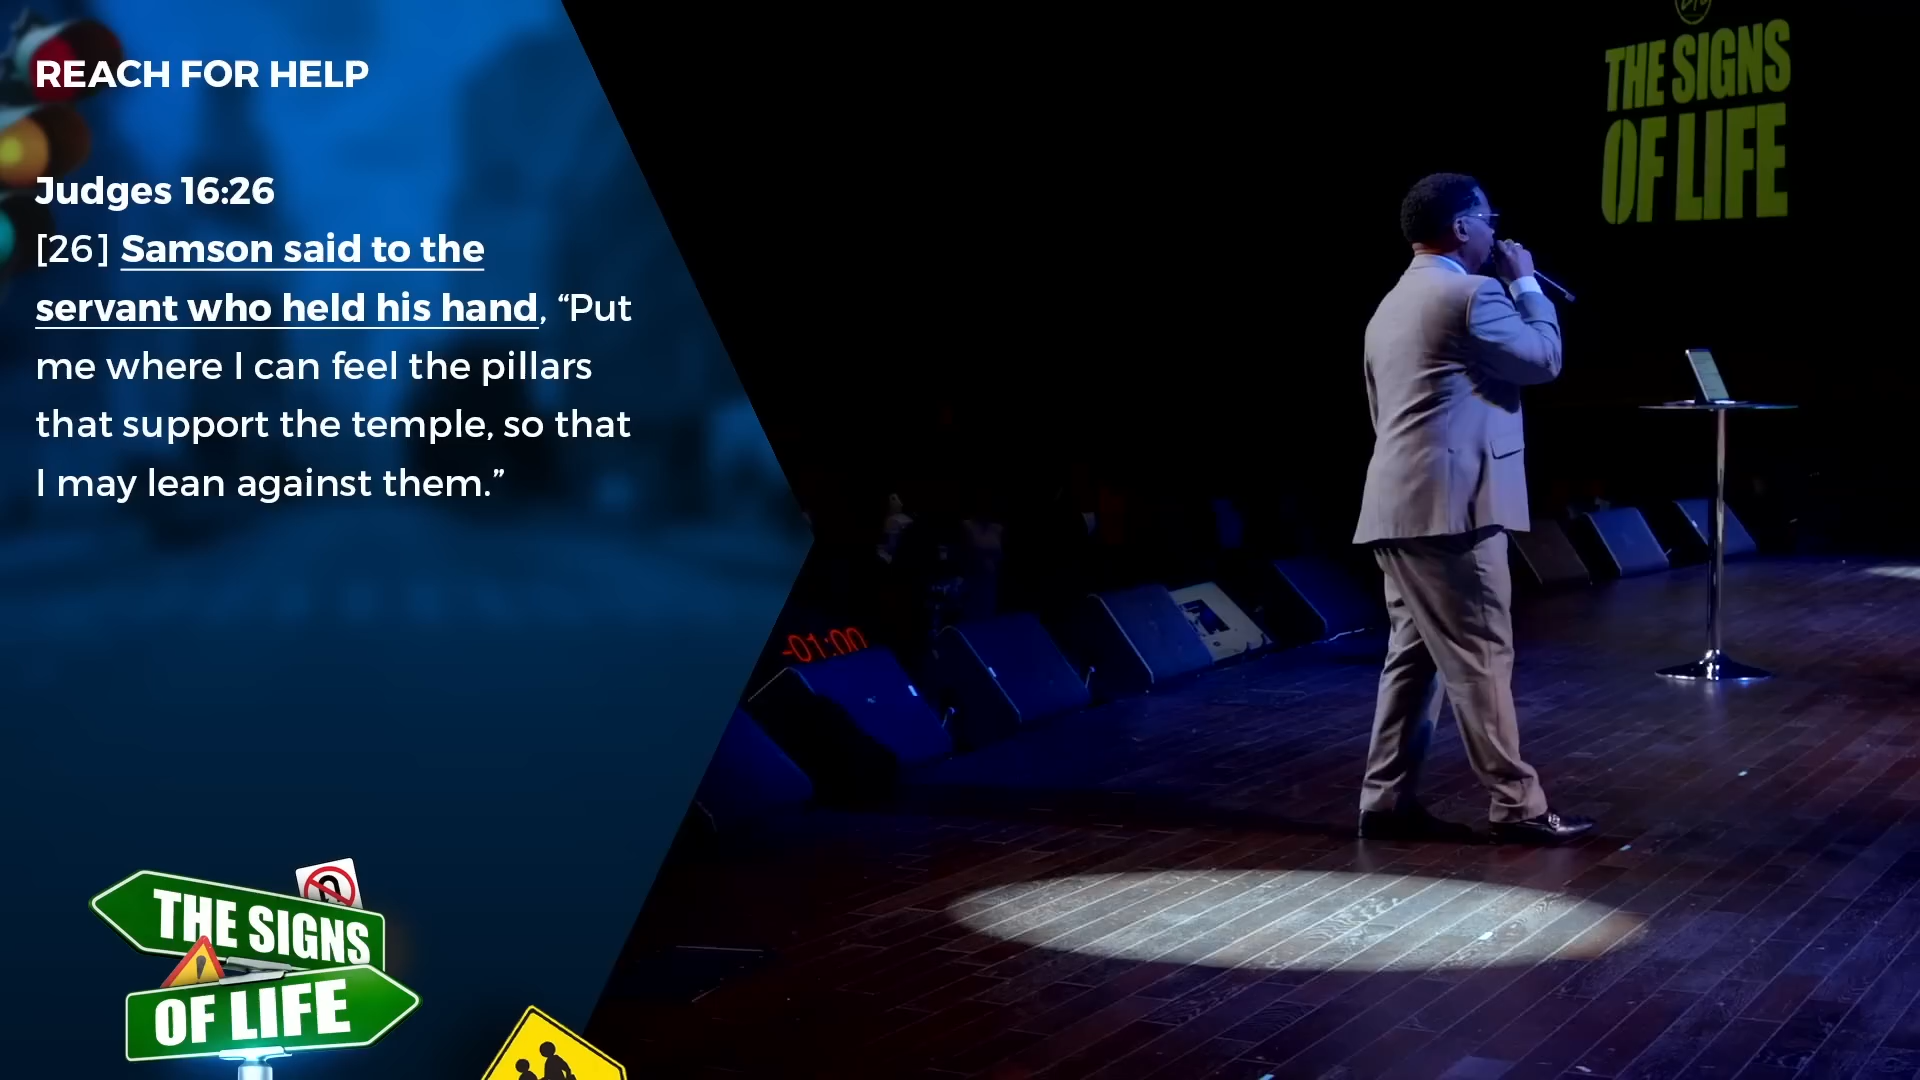 REACH FOR HELP
Judges 16:26
[26] Samson said to the
servant who held his hand, “Put
me where I can feel the pillars
that support the temple, so that
I may lean against them.”
THE SIGNS
OF LIFE
THE SIGNS
OF LIFE
-01:00